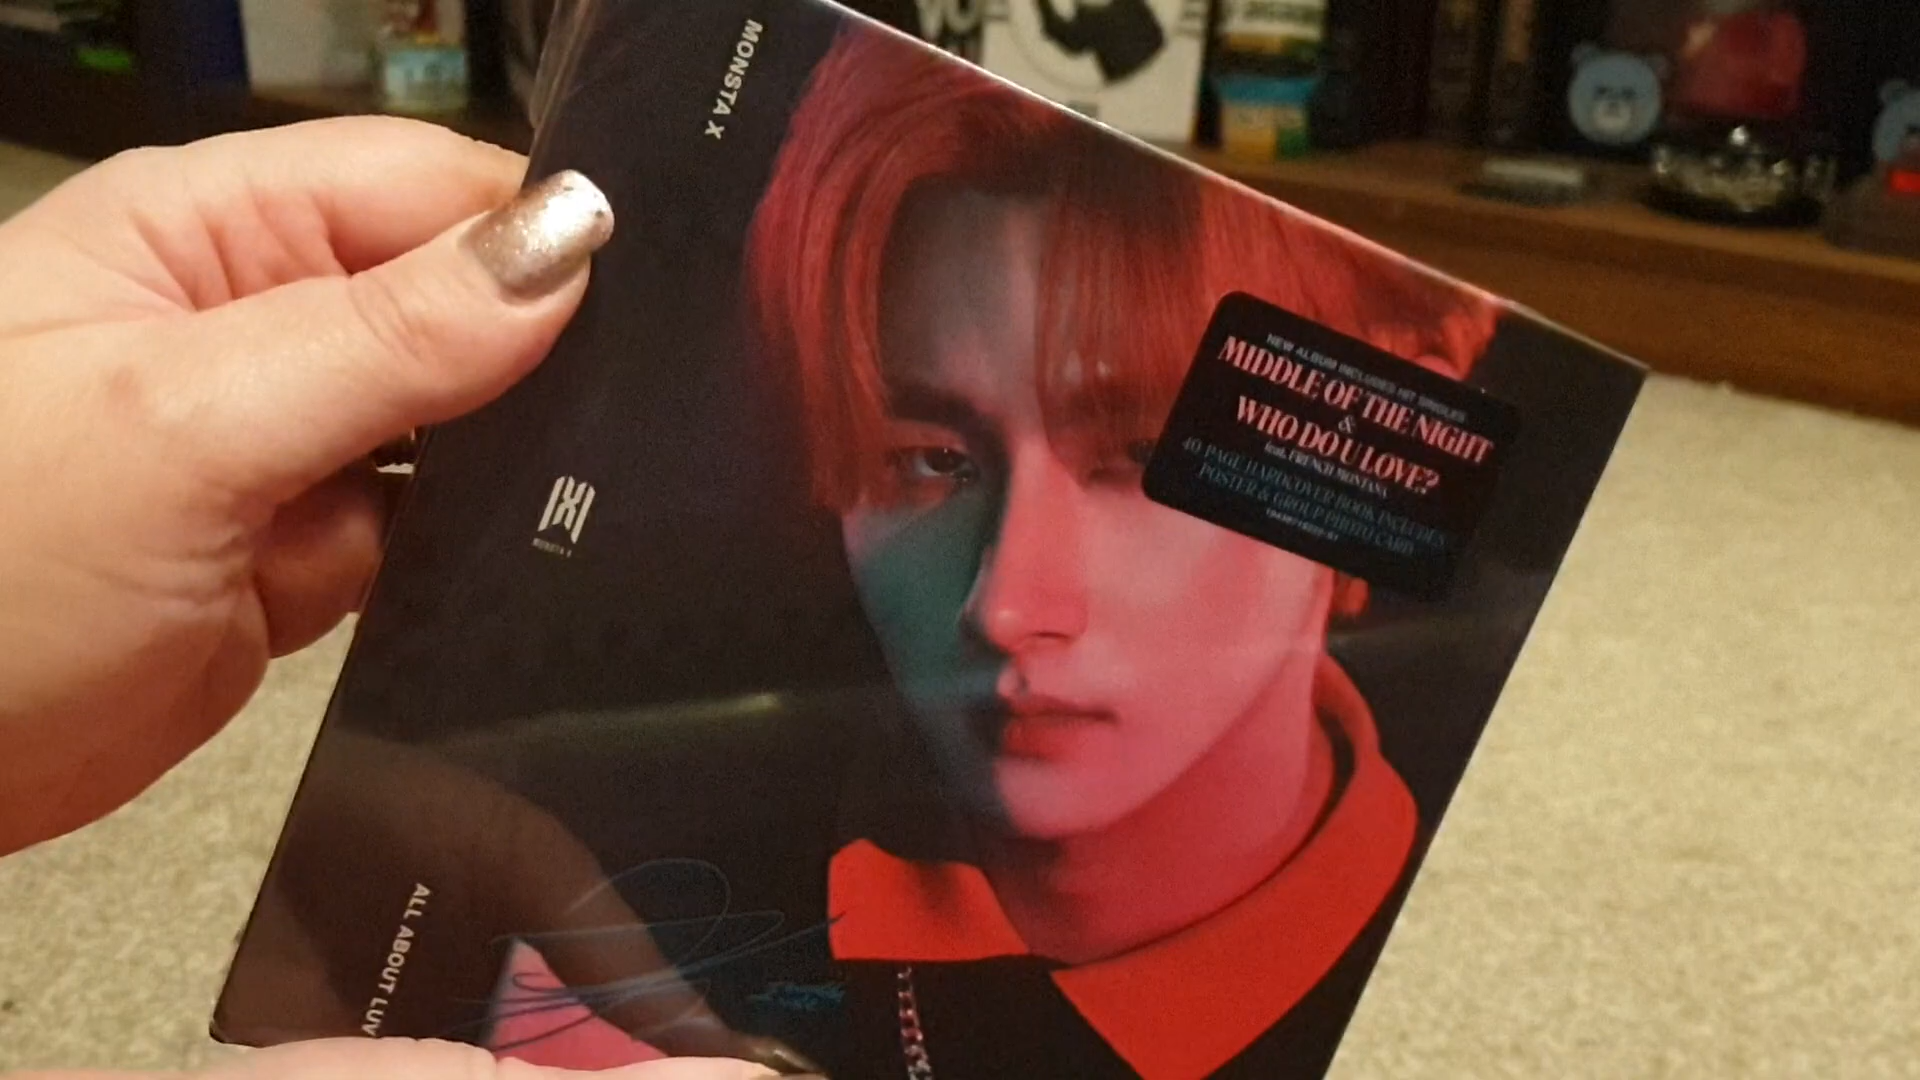 MONSTA X
NEW ALBUM INCLUDES HIT SINGLES
MIDDLE OF THE NIGHT
&
WHO DO U LOVE?
feat. FRENCH MONTANA
40 PAGE HARDCOVER BOOK INCLUDES
POSTER & GROUP PHOTO CARD
MONSTA X
ALL ABOUT LUV